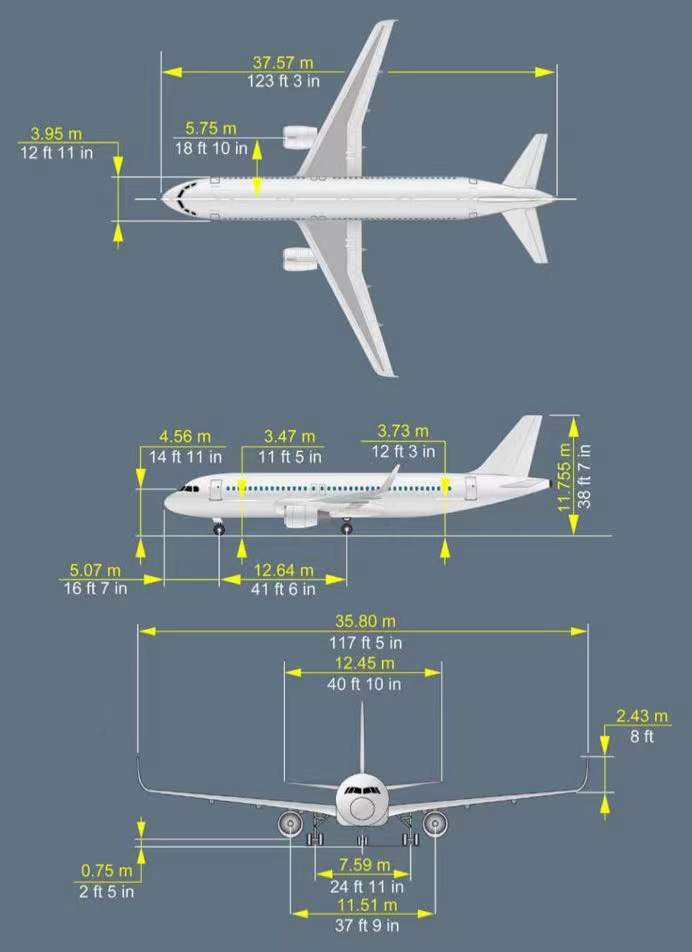 37.57 m
123 ft 3 in
5.75 m
18 ft 10 in
3.95 m
12 ft 11 in
4.56 m
14 ft 11 in
3.47 m
11 ft 5 in
3.73 m
12 ft 3 in
11.755 m
38 ft 7 in
5.07 m
16 ft 7 in
12.64 m
41 ft 6 in
35.80 m
117 ft 5 in
12.45 m
40 ft 10 in
2.43 m
8 ft
0.75 m
2 ft 5 in
7.59 m
24 ft 11 in
11.51 m
37 ft 9 in